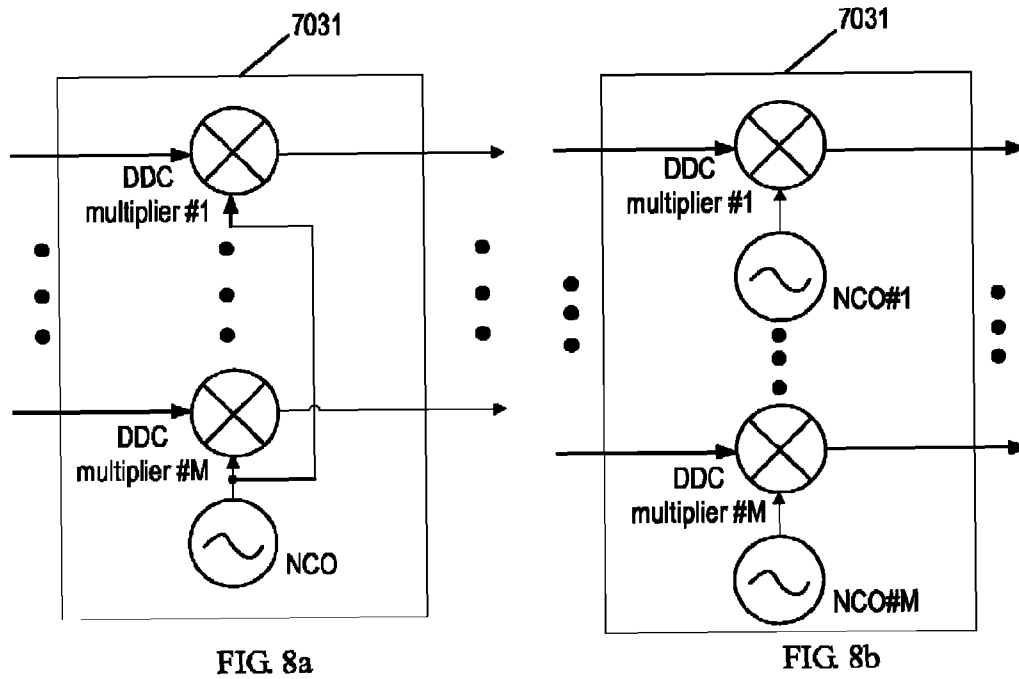 7031
DDC
multiplier #1
DDC
multiplier #M
NCO
FIG. 8a
7031
DDC
multiplier #1
NCO#1
DDC
multiplier #M
NCO#M
FIG. 8b